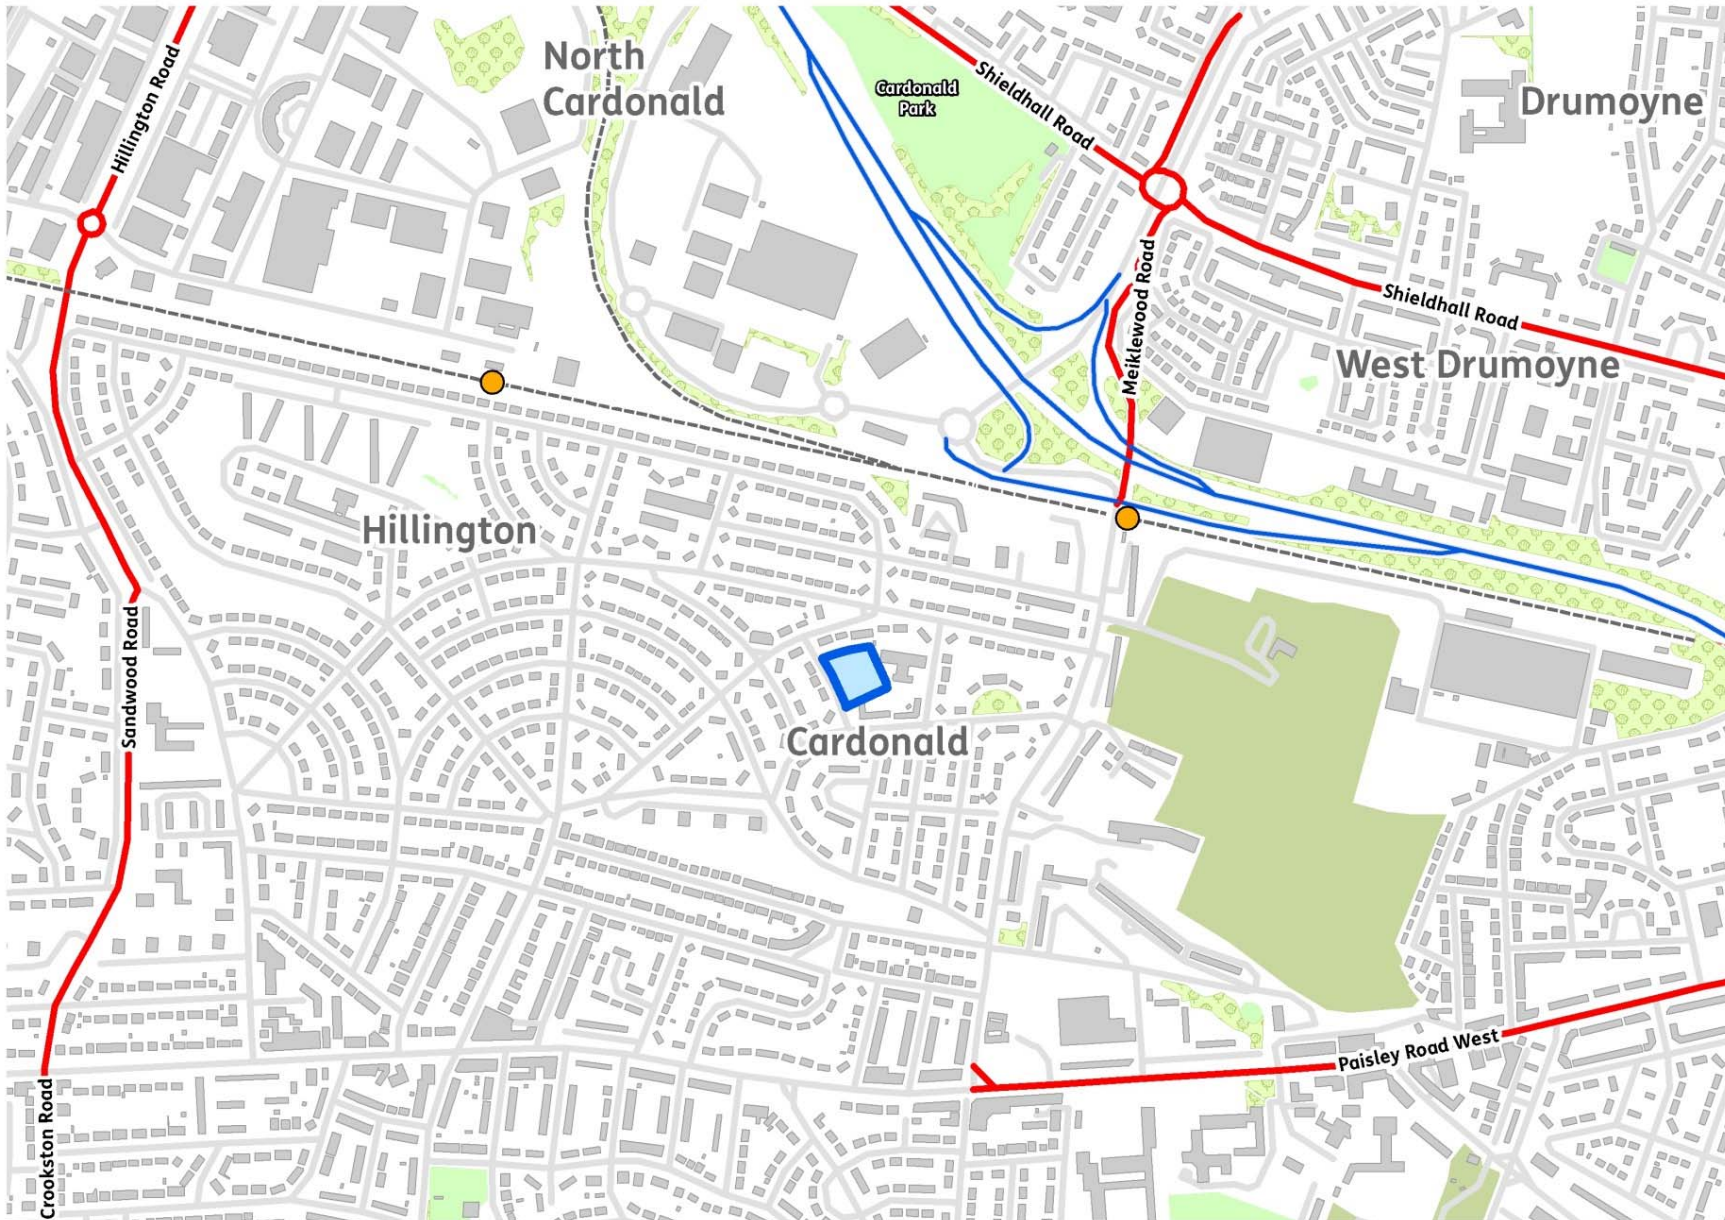 North
Cardonald
Hillington Road
Cardonald
Park
Shieldhall Road
Drumoyne
Meiklewood Road
Shieldhall Road
West Drumoyne
Hillington
Sandwood Road
Cardonald
Paisley Road West
Crookston Road